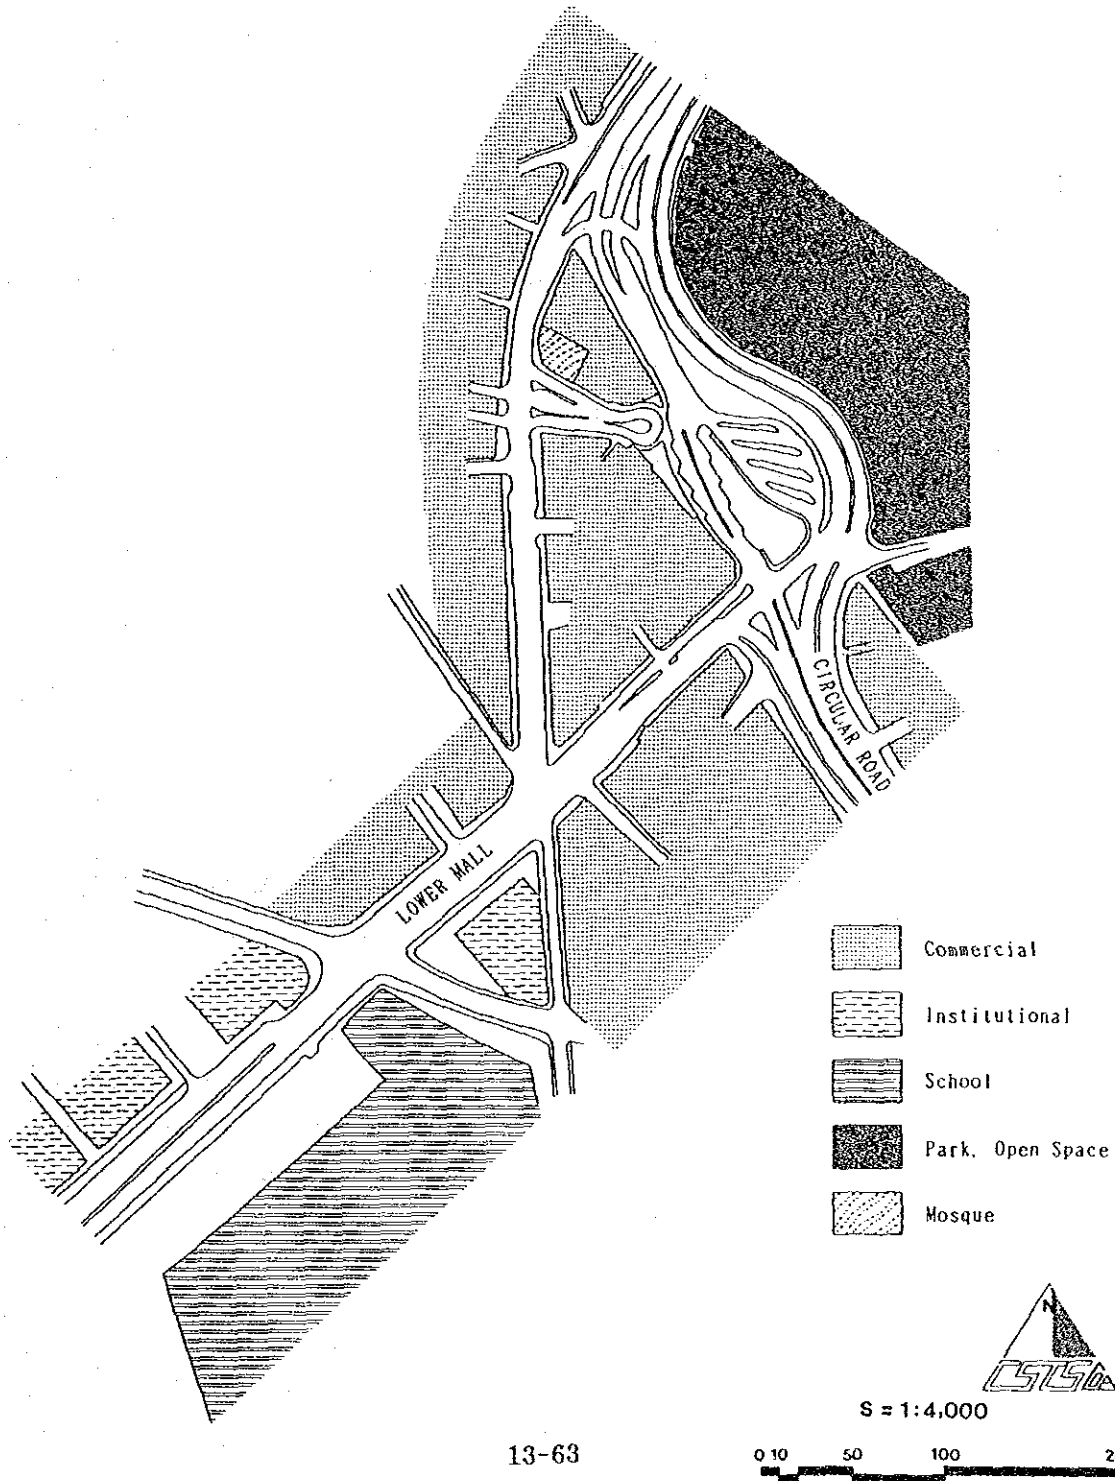 CIRCULAR ROAD
LOWER MALL
Commercial
Institutional
School
Park, Open Space
Mosque
N
S = 1:4,000
13-63
0 10 50 100 2